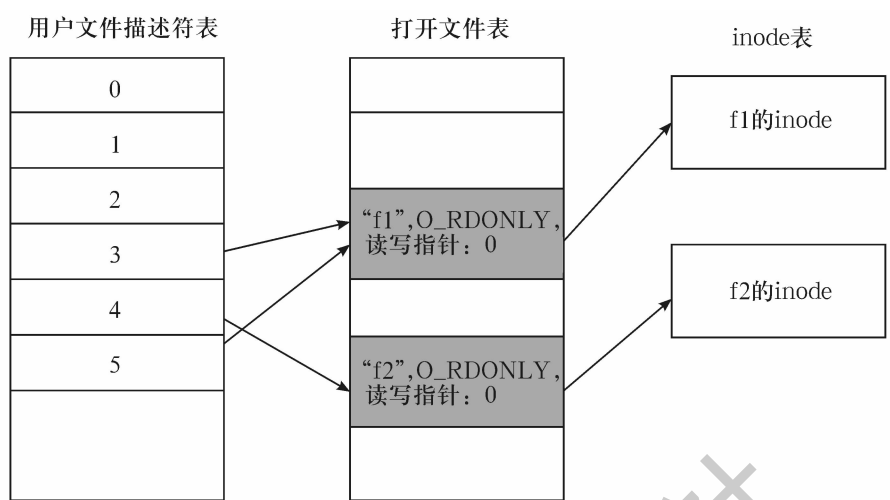 用户文件描述符表
0
1
2
3
4
5
打开文件表
“f1”,O_RDONLY,
读写指针：0
“f2”,O_RDONLY,
读写指针：0
inode表
f1的inode
f2的inode